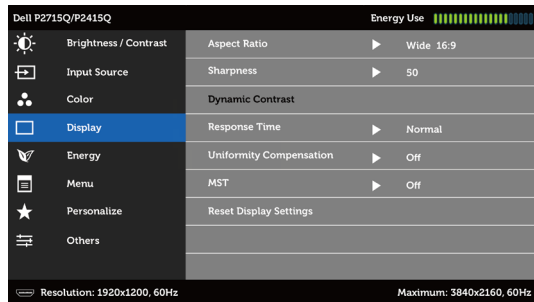 Dell P2715Q/P2415Q Energy Use
Brightness / Contrast Aspect Ratio Wide 16:9
Input Source Sharpness 50
Color Dynamic Contrast
Display Response Time Normal
Energy Uniformity Compensation Off
Menu MST Off
Personalize Reset Display Settings
Others
Resolution: 1920x1200, 60Hz Maximum: 3840x2160, 60Hz